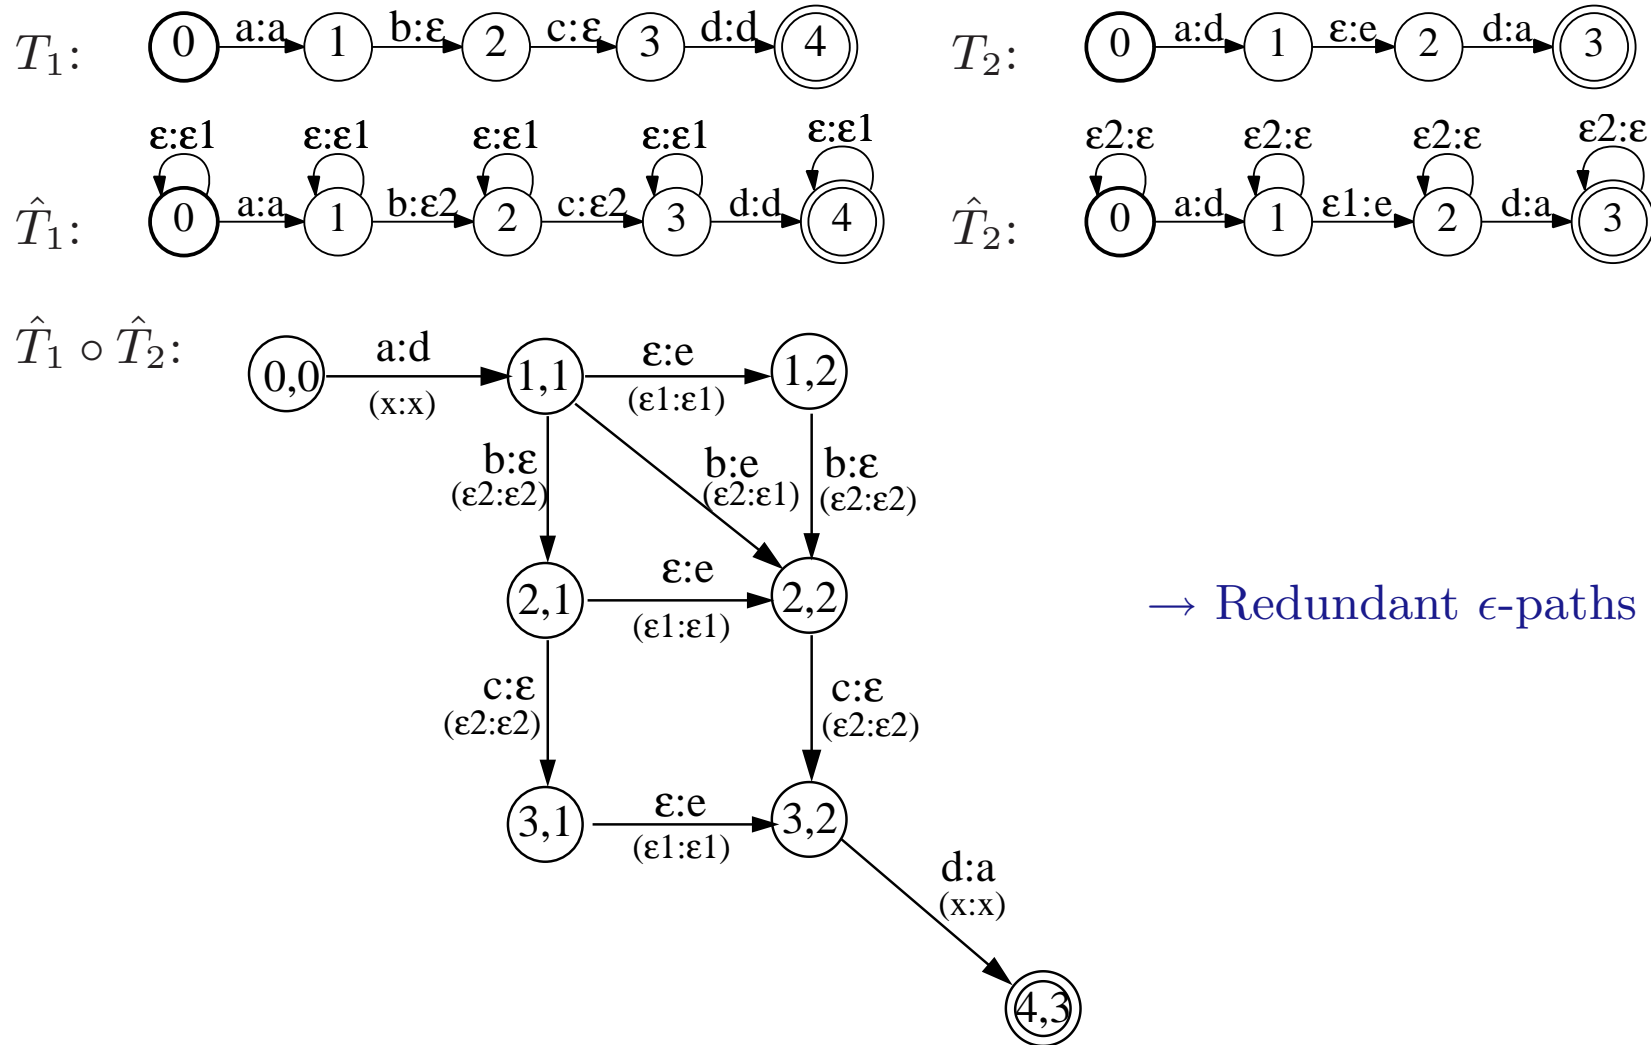 T₁: 0 a:a 1 b:ε 2 c:ε 3 d:d 4 T₂: 0 a:d 1 ε:e 2 d:a 3
ε:ε1 ε:ε1 ε:ε1 ε:ε1 ε:ε1 ε2:ε ε2:ε ε2:ε ε2:ε
T̂₁: 0 a:a 1 b:ε2 2 c:ε2 3 d:d 4 T̂₂: 0 a:d 1 ε1:e 2 d:a 3
T̂₁ ∘ T̂₂: 0,0 a:d 1,1 ε:e 1,2
(x:x) (ε1:ε1)
b:ε b:e b:ε
(ε2:ε2) (ε2:ε1) (ε2:ε2)
2,1 ε:e 2,2 → Redundant ϵ-paths
(ε1:ε1)
c:ε c:ε
(ε2:ε2) (ε2:ε2)
3,1 ε:e 3,2
(ε1:ε1)
d:a
(x:x)
4,3